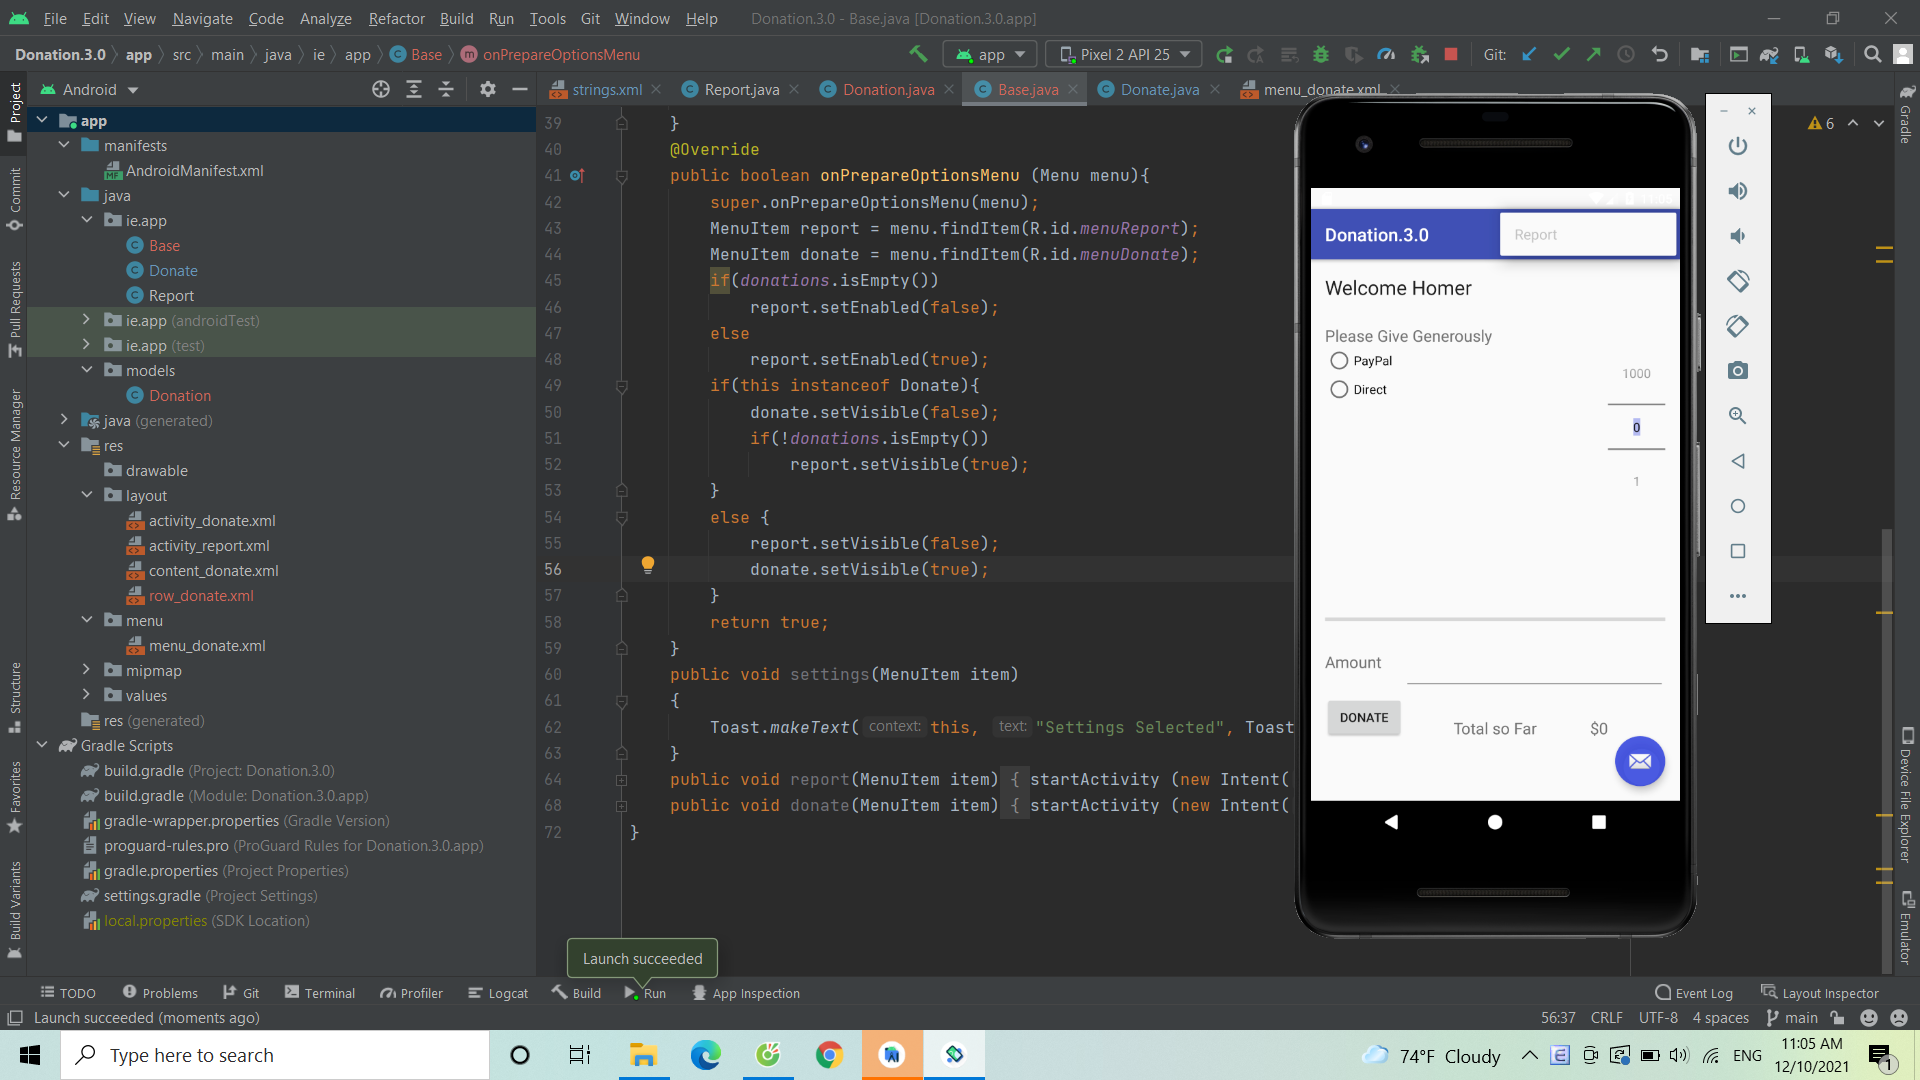 File Edit View Navigate Code Analyze Refactor Build Run Tools Git Window Help Donation.3.0 - Base.java [Donation.3.0.app]
Donation.3.0 app src main java ie app Base onPrepareOptionsMenu app Pixel 2 API 25 Git:
Android
strings.xml Report.java Donation.java Base.java Donate.java menu_donate.xml
Project
Commit
Pull Requests
Resource Manager
Structure
Favorites
Build Variants
app
manifests
AndroidManifest.xml
java
ie.app
Base
Donate
Report
ie.app (androidTest)
ie.app (test)
models
Donation
java (generated)
res
drawable
layout
activity_donate.xml
activity_report.xml
content_donate.xml
row_donate.xml
menu
menu_donate.xml
mipmap
values
res (generated)
Gradle Scripts
build.gradle (Project: Donation.3.0)
build.gradle (Module: Donation.3.0.app)
gradle-wrapper.properties (Gradle Version)
proguard-rules.pro (ProGuard Rules for Donation.3.0.app)
gradle.properties (Project Properties)
settings.gradle (Project Settings)
local.properties (SDK Location)
39 }
40 @Override
41 public boolean onPrepareOptionsMenu (Menu menu){
42 super.onPrepareOptionsMenu(menu);
43 MenuItem report = menu.findItem(R.id.menuReport);
44 MenuItem donate = menu.findItem(R.id.menuDonate);
45 if(donations.isEmpty())
46 report.setEnabled(false);
47 else
48 report.setEnabled(true);
49 if(this instanceof Donate){
50 donate.setVisible(false);
51 if(!donations.isEmpty())
52 report.setVisible(true);
53 }
54 else {
55 report.setVisible(false);
56 donate.setVisible(true);
57 }
58 return true;
59 }
60 public void settings(MenuItem item)
61 {
62 Toast.makeText( context: this, text: "Settings Selected", Toast
63 }
64 public void report(MenuItem item) { startActivity (new Intent(
68 public void donate(MenuItem item) { startActivity (new Intent(
72 }
6
11:05
Donation.3.0
Report
Welcome Homer
Please Give Generously
PayPal
Direct
1000
0
1
Amount
DONATE Total so Far $0
Gradle
Device File Explorer
Emulator
Launch succeeded
TODO Problems Git Terminal Profiler Logcat Build Run App Inspection Event Log Layout Inspector
Launch succeeded (moments ago) 56:37 CRLF UTF-8 4 spaces main
Type here to search
74°F Cloudy ENG
11:05 AM
12/10/2021
1